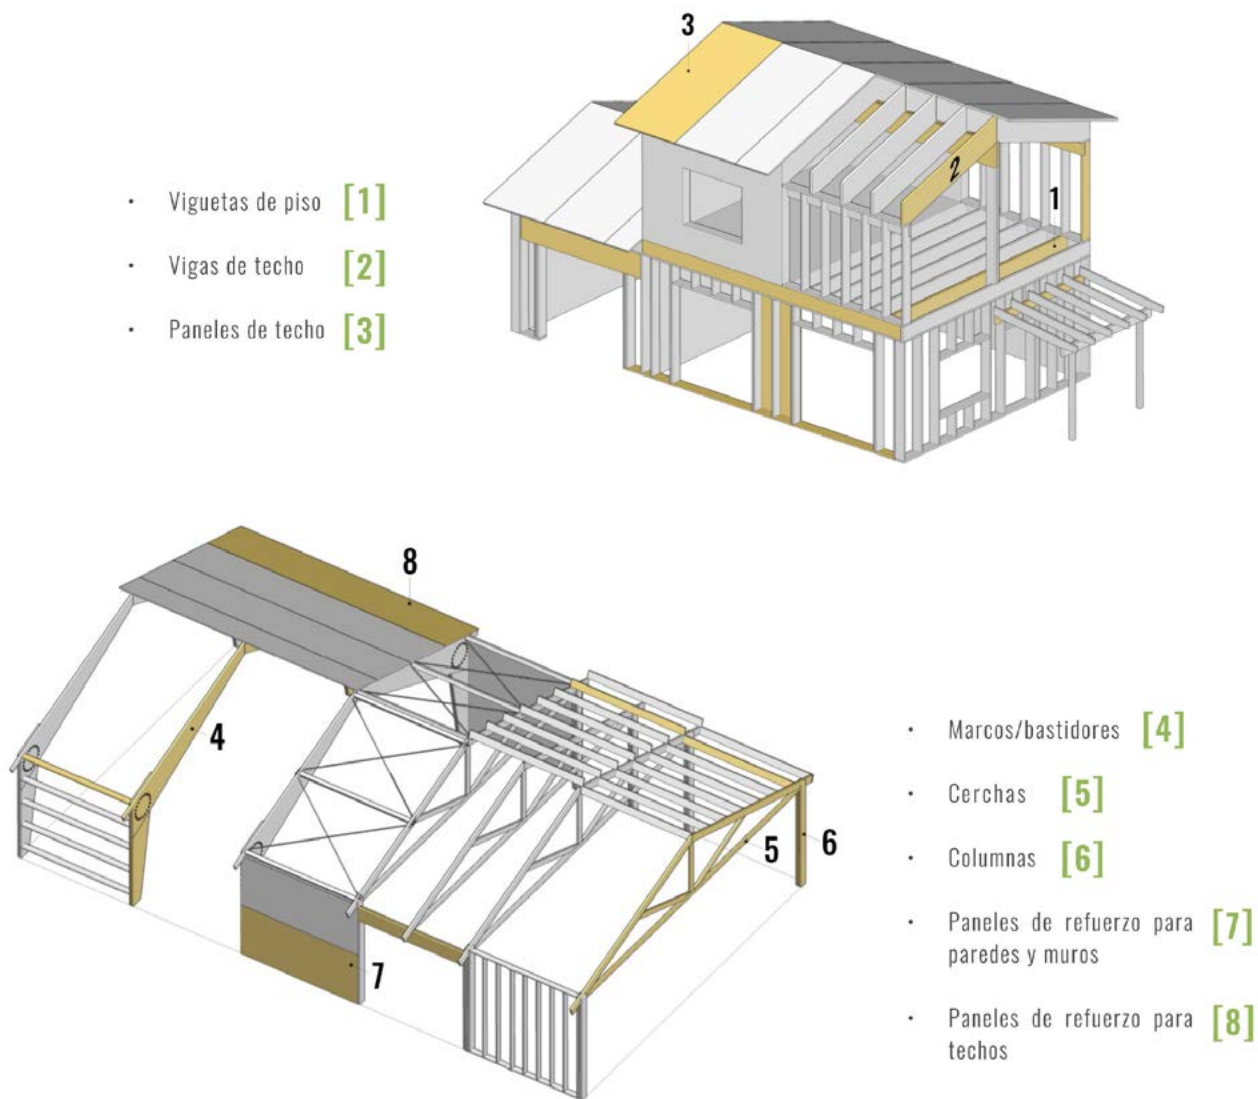 3
2
1
• Viguetas de piso [1]
• Vigas de techo [2]
• Paneles de techo [3]
8
4
5
6
7
• Marcos/bastidores [4]
• Cerchas [5]
• Columnas [6]
• Paneles de refuerzo para [7]
paredes y muros
• Paneles de refuerzo para [8]
techos